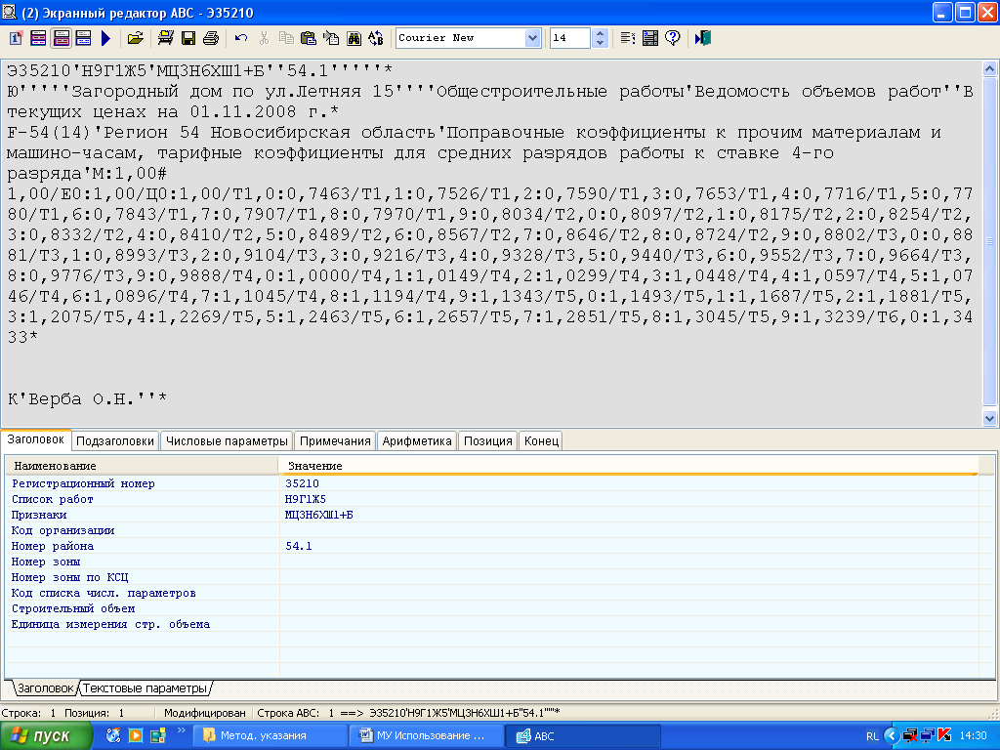 (2) Экранный редактор АВС - Э35210
Courier New 14
Э35210'Н9Г1Ж5'МЦЗН6ХШ1+Б''54.1'''''*
Ю'''''Загородный дом по ул.Летняя 15''''Общестроительные работы'Ведомость объемов работ''В
текущих ценах на 01.11.2008 г.*
F-54(14)'Регион 54 Новосибирская область'Поправочные коэффициенты к прочим материалам и
машино-часам, тарифные коэффициенты для средних разрядов работы к ставке 4-го
разряда'М:1,00#
1,00/Е0:1,00/Ц0:1,00/Т1,0:0,7463/Т1,1:0,7526/Т1,2:0,7590/Т1,3:0,7653/Т1,4:0,7716/Т1,5:0,77
80/Т1,6:0,7843/Т1,7:0,7907/Т1,8:0,7970/Т1,9:0,8034/Т2,0:0,8097/Т2,1:0,8175/Т2,2:0,8254/Т2,
3:0,8332/Т2,4:0,8410/Т2,5:0,8489/Т2,6:0,8567/Т2,7:0,8646/Т2,8:0,8724/Т2,9:0,8802/Т3,0:0,88
81/Т3,1:0,8993/Т3,2:0,9104/Т3,3:0,9216/Т3,4:0,9328/Т3,5:0,9440/Т3,6:0,9552/Т3,7:0,9664/Т3,
8:0,9776/Т3,9:0,9888/Т4,0:1,0000/Т4,1:1,0149/Т4,2:1,0299/Т4,3:1,0448/Т4,4:1,0597/Т4,5:1,07
46/Т4,6:1,0896/Т4,7:1,1045/Т4,8:1,1194/Т4,9:1,1343/Т5,0:1,1493/Т5,1:1,1687/Т5,2:1,1881/Т5,
3:1,2075/Т5,4:1,2269/Т5,5:1,2463/Т5,6:1,2657/Т5,7:1,2851/Т5,8:1,3045/Т5,9:1,3239/Т6,0:1,34
33*
К'Верба О.Н.''*
Заголовок Подзаголовки Числовые параметры Примечания Арифметика Позиция Конец
Наименование Значение
Регистрационный номер 35210
Список работ Н9Г1Ж5
Признаки МЦЗН6ХШ1+Б
Код организации
Номер района 54.1
Номер зоны
Номер зоны по КСЦ
Код списка числ. параметров
Строительный объем
Единица измерения стр. объема
Заголовок Текстовые параметры
Строка: 1 Позиция: 1 Модифицирован Строка АВС: 1 ==> Э35210'Н9Г1Ж5'МЦЗН6ХШ1+Б''54.1'''''*
пуск Метод. указания МУ Использование ... АВС RL 14:30